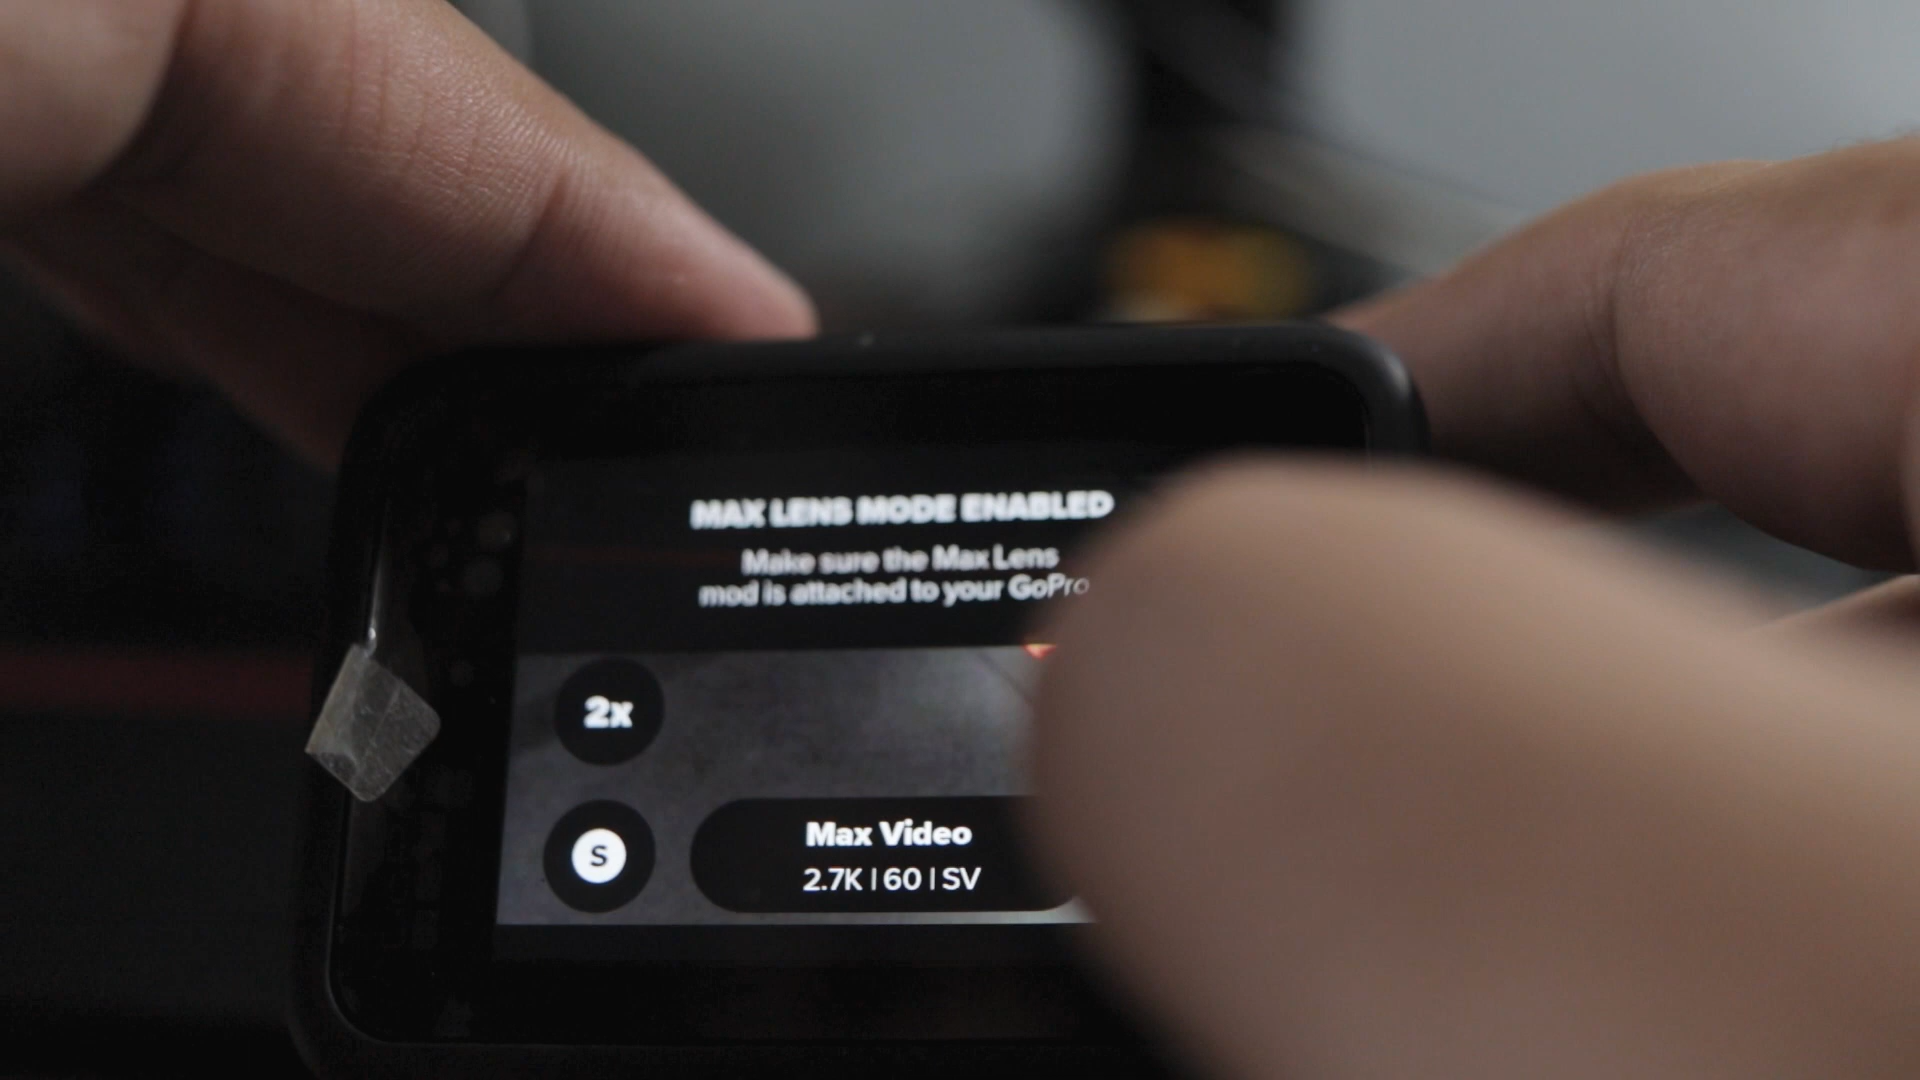 MAX LENS MODE ENABLED
Make sure the Max Lens
mod is attached to your GoPro
2x
S
Max Video
2.7K | 60 | SV